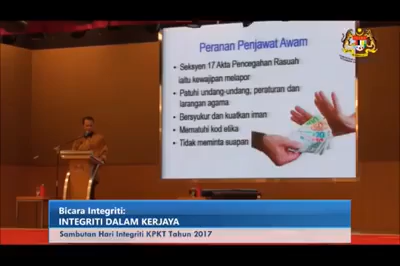 Peranan Penjawat Awam
• Seksyen 17 Akta Pencegahan Rasuah
iaitu kewajipan melapor
• Patuhi undang-undang, peraturan dan
larangan agama
• Bersyukur dan kuatkan iman
• Mematuhi kod etika
• Tidak meminta suapan
Bicara Integriti:
INTEGRITI DALAM KERJAYA
Sambutan Hari Integriti KPKT Tahun 2017